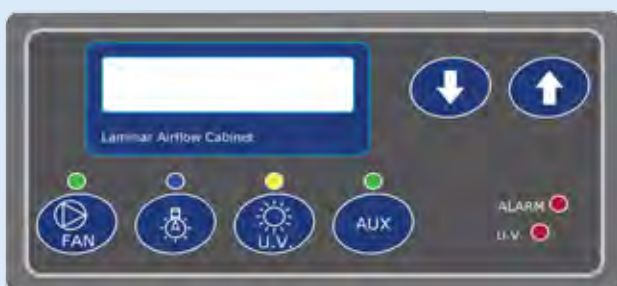 Laminar Airflow Cabinet
FAN
U.V.
AUX
ALARM
U.V.